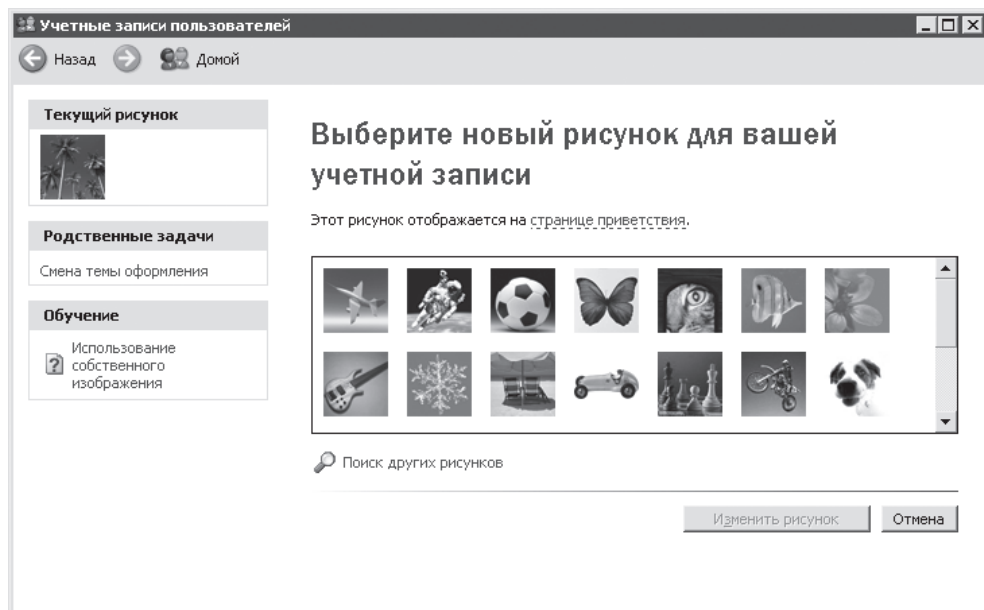 Учетные записи пользователей
Назад Домой
Текущий рисунок
Родственные задачи
Смена темы оформления
Обучение
Использование
собственного
изображения
Выберите новый рисунок для вашей
учетной записи
Этот рисунок отображается на странице приветствия.
Поиск других рисунков
Изменить рисунок Отмена